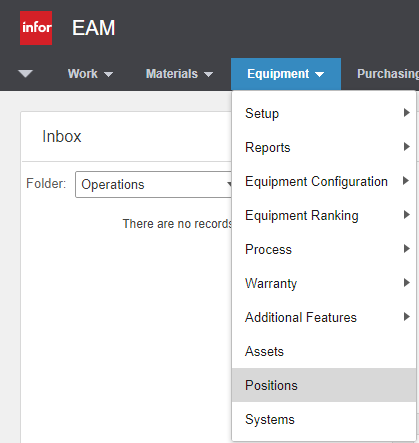 infor EAM
Work Materials Equipment Purchasing
Inbox
Folder: Operations
There are no records
Setup
Reports
Equipment Configuration
Equipment Ranking
Process
Warranty
Additional Features
Assets
Positions
Systems